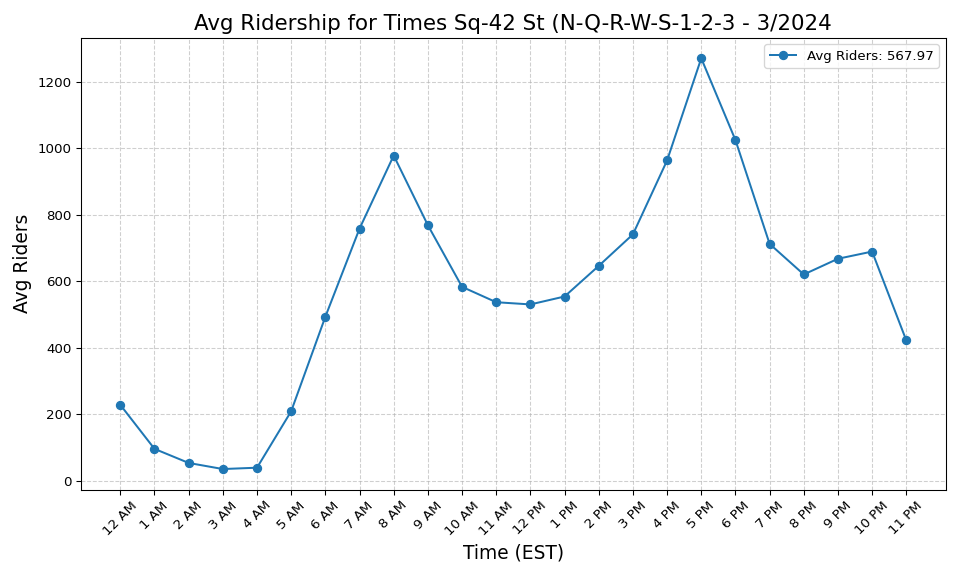 Avg Ridership for Times Sq-42 St (N-Q-R-W-S-1-2-3 - 3/2024
Avg Riders: 567.97
Avg Riders
1200
1000
800
600
400
200
0
12 AM
1 AM
2 AM
3 AM
4 AM
5 AM
6 AM
7 AM
8 AM
9 AM
10 AM
11 AM
12 PM
1 PM
2 PM
3 PM
4 PM
5 PM
6 PM
7 PM
8 PM
9 PM
10 PM
11 PM
Time (EST)